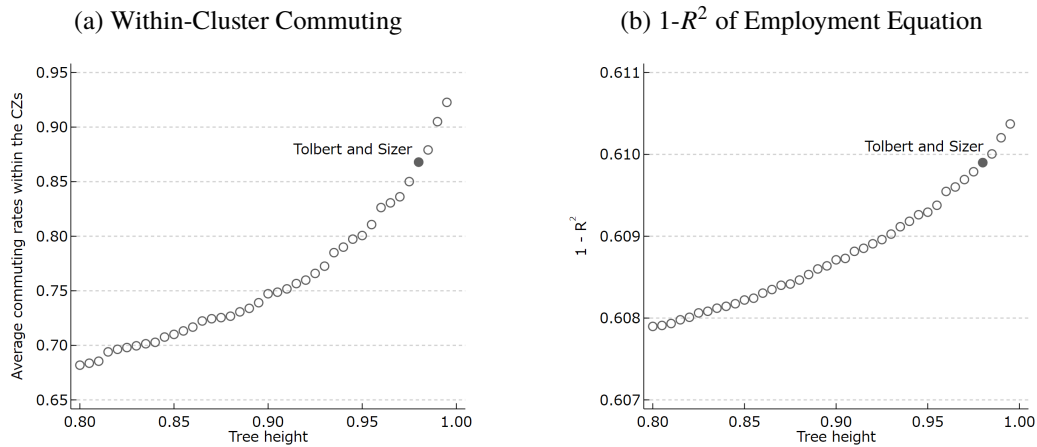 (a) Within-Cluster Commuting
Average commuting rates within the CZs
0.95
0.90
0.85
0.80
0.75
0.70
0.65
Tolbert and Sizer
0.80 0.85 0.90 0.95 1.00
Tree height
(b) 1-R² of Employment Equation
1 - R²
0.611
0.610
0.609
0.608
0.607
Tolbert and Sizer
0.80 0.85 0.90 0.95 1.00
Tree height